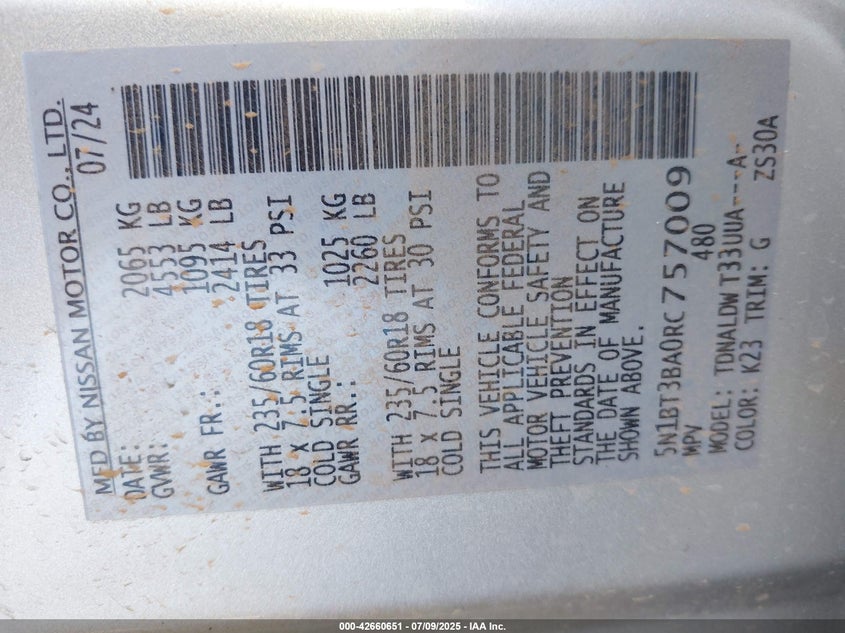 MFD BY NISSAN MOTOR CO., LTD.
DATE: 07/24
GVWR: 2065 KG
4553 LB
GAWR FR.: 1095 KG
2414 LB
WITH 235/60R18 TIRES
18 X 7.5 RIMS AT 33 PSI
COLD SINGLE
GAWR RR.: 1025 KG
2260 LB
WITH 235/60R18 TIRES
18 X 7.5 RIMS AT 30 PSI
COLD SINGLE
THIS VEHICLE CONFORMS TO
ALL APPLICABLE FEDERAL
MOTOR VEHICLE SAFETY AND
THEFT PREVENTION
STANDARDS IN EFFECT ON
THE DATE OF MANUFACTURE
SHOWN ABOVE.
5N1BT3BA0RC757009
MPV 480
MODEL: TDNALDWT33UUA---A--
COLOR: K23 TRIM: G ZS30A
000-42660651 - 07/09/2025 - IAA Inc.